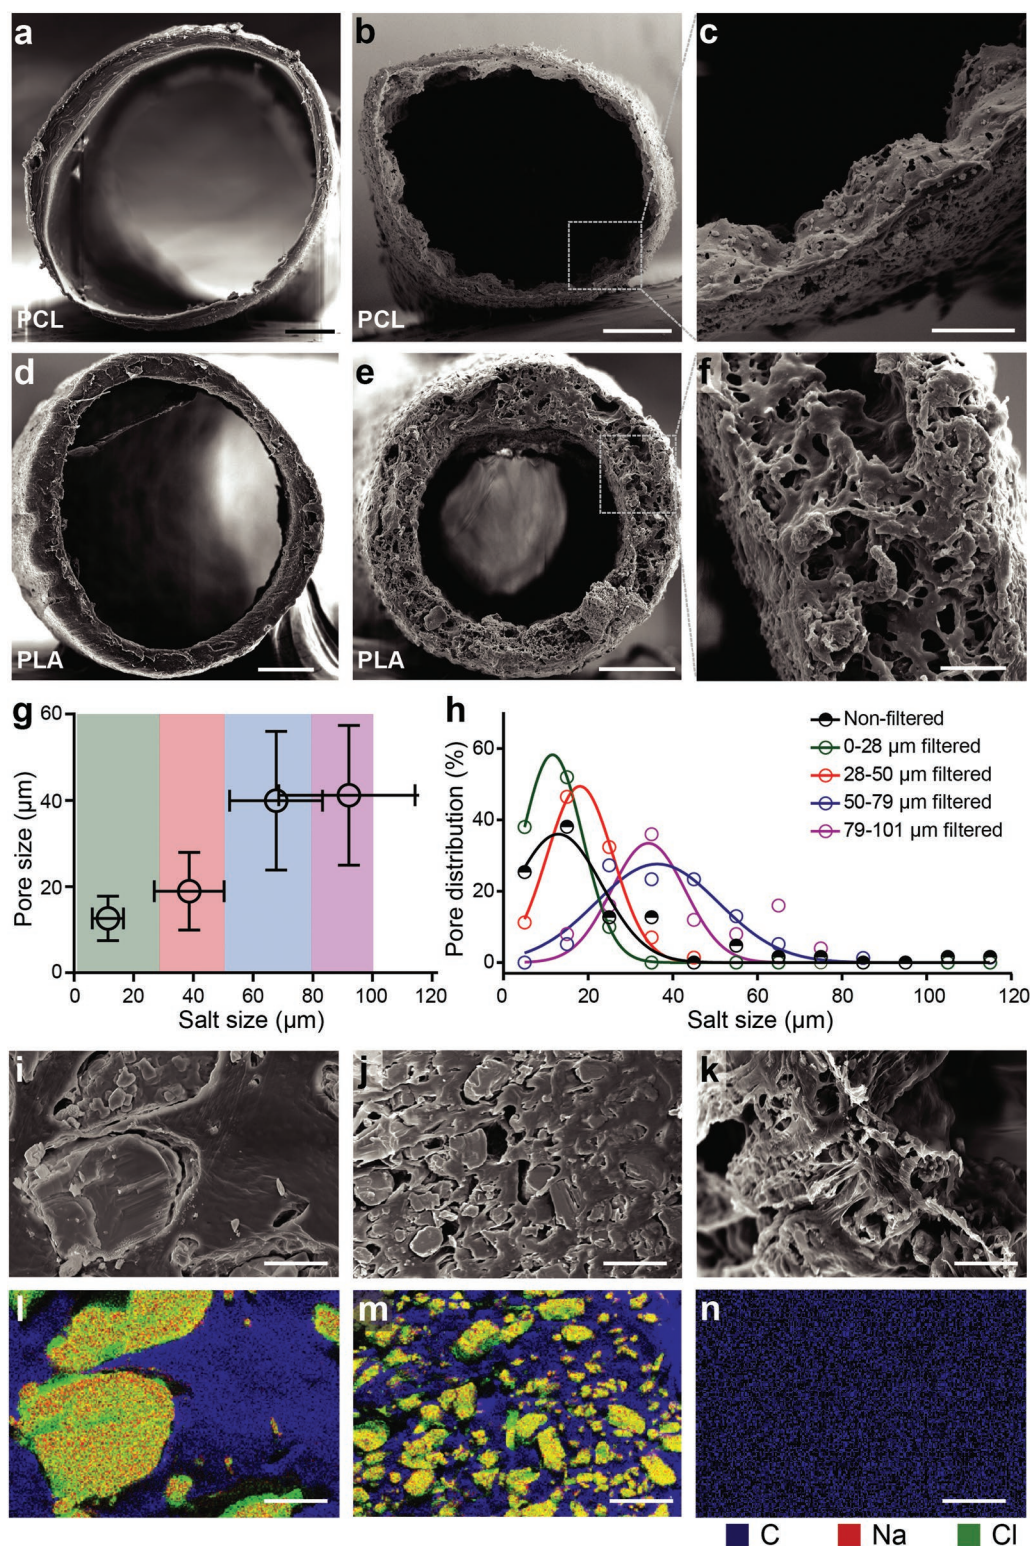 a
b
c
PCL
PCL
d
e
f
PLA
PLA
g
60
40
20
0
Pore size (µm)
0 20 40 60 80 100 120
Salt size (µm)
h
60
40
20
0
Pore distribution (%)
Non-filtered
0-28 µm filtered
28-50 µm filtered
50-79 µm filtered
79-101 µm filtered
0 20 40 60 80 100 120
Salt size (µm)
i
j
k
l
m
n
C Na Cl